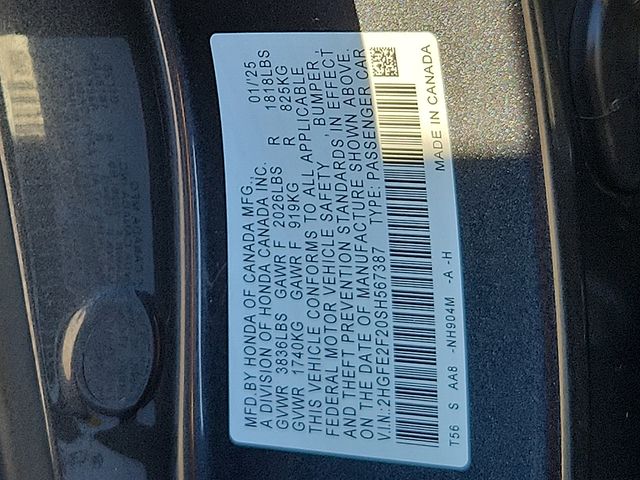 MFD.BY HONDA OF CANADA MFG. 01/25
A DIVISION OF HONDA CANADA INC.
GVWR 3836LBS GAWR F 2026LBS R 1818LBS
GVWR 1740KG GAWR F 919KG R 825KG
THIS VEHICLE CONFORMS TO ALL APPLICABLE
FEDERAL MOTOR VEHICLE SAFETY, BUMPER,
AND THEFT PREVENTION STANDARDS IN EFFECT
ON THE DATE OF MANUFACTURE SHOWN ABOVE.
V.I.N.: 2HGFE2F20SH567387 TYPE: PASSENGER CAR
T56 S AA8 -NH904M -A -H MADE IN CANADA